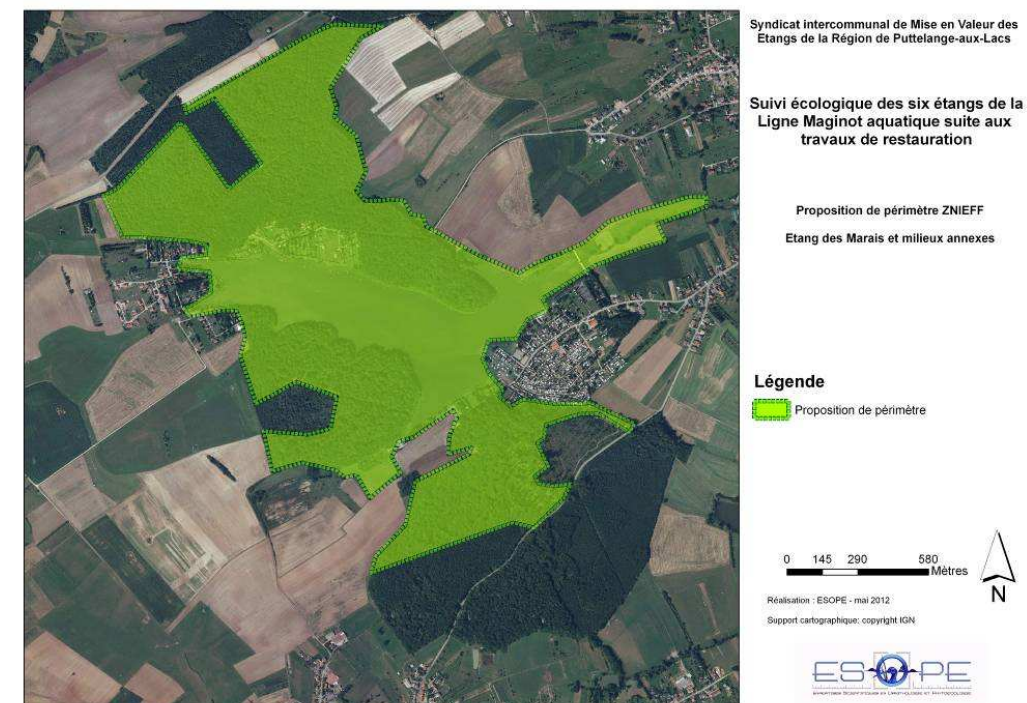 Syndicat intercommunal de Mise en Valeur des
Etangs de la Région de Puttelange-aux-Lacs
Suivi écologique des six étangs de la
Ligne Maginot aquatique suite aux
travaux de restauration
Proposition de périmètre ZNIEFF
Etang des Marais et milieux annexes
Légende
Proposition de périmètre
0 145 290 580
Mètres
N
Réalisation : ESOPE - mai 2012
Support cartographique: copyright IGN
ESOPE